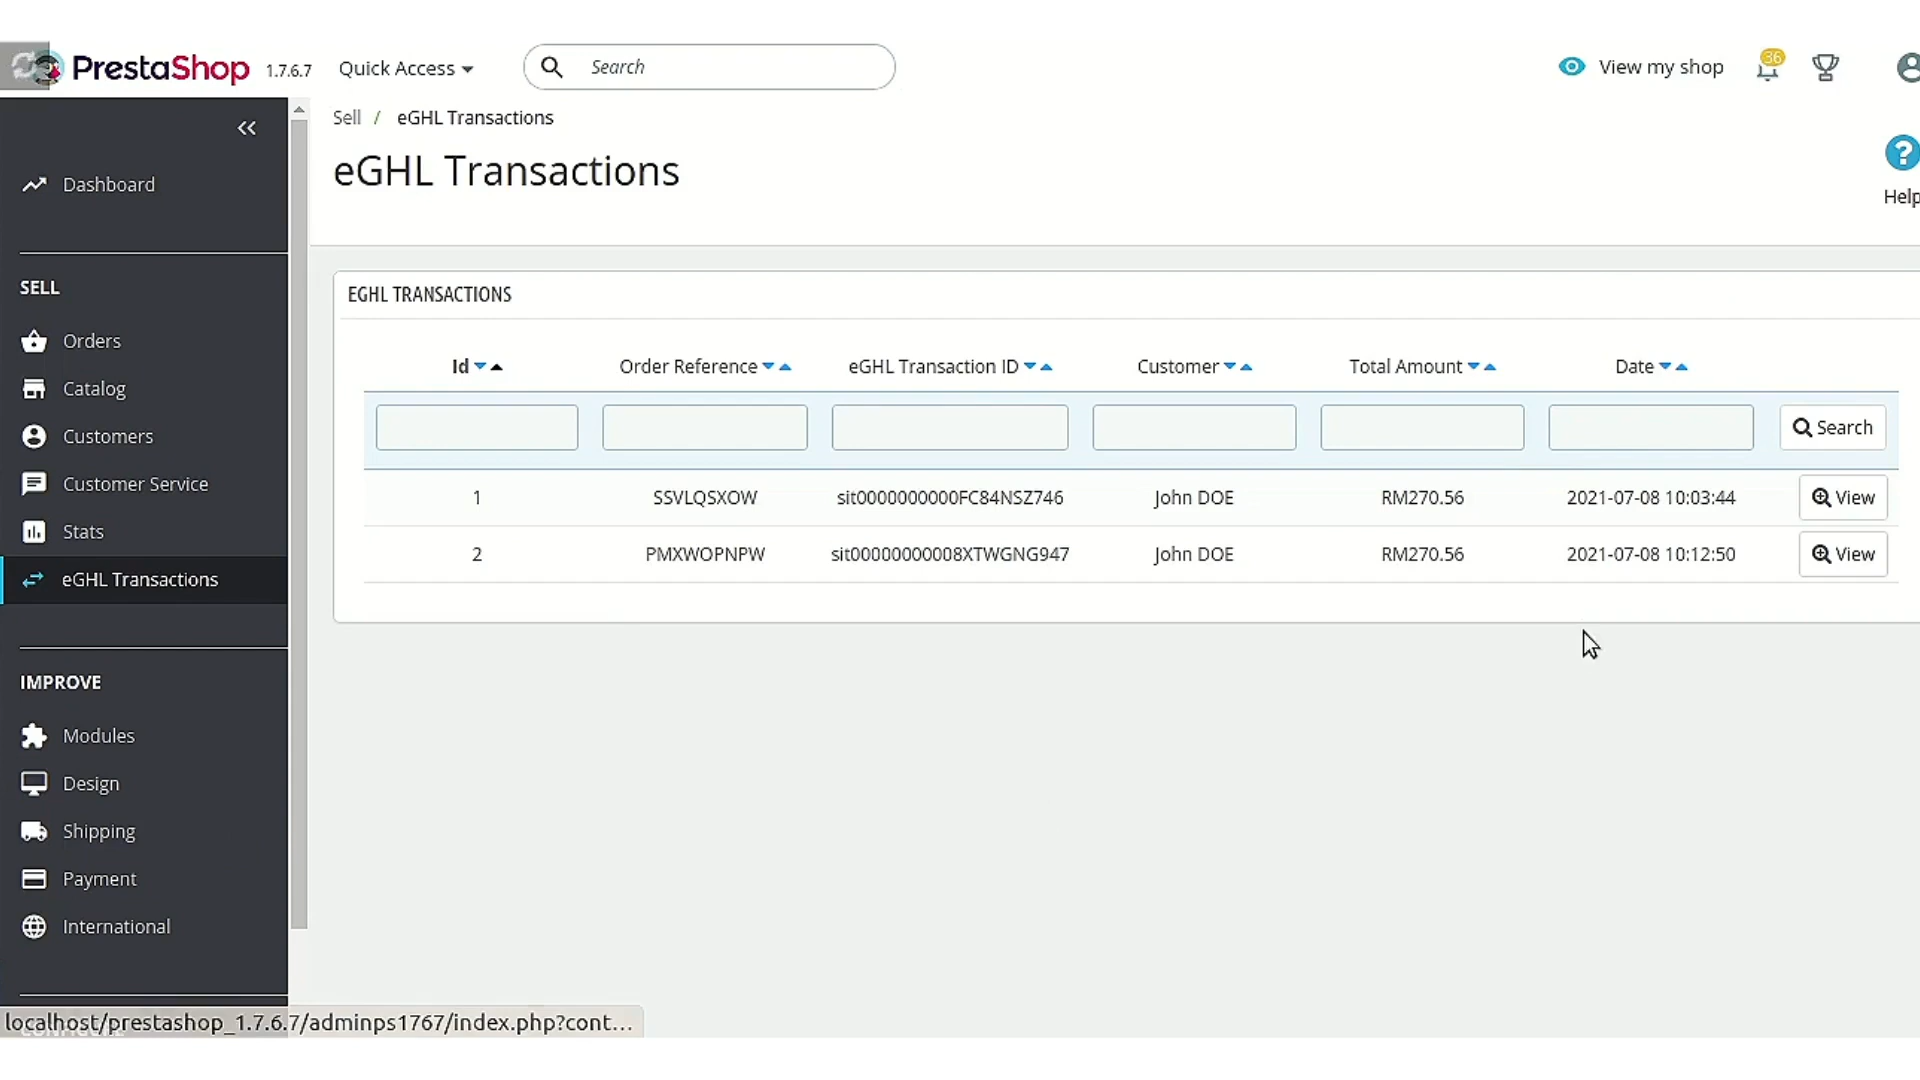 PrestaShop 1.7.6.7 Quick Access Search View my shop 36
Sell / eGHL Transactions
eGHL Transactions
Help
Dashboard
SELL
Orders
Catalog
Customers
Customer Service
Stats
eGHL Transactions
IMPROVE
Modules
Design
Shipping
Payment
International
EGHL TRANSACTIONS
Id Order Reference eGHL Transaction ID Customer Total Amount Date
Search
1 SSVLQSXOW sit0000000000FC84NSZ746 John DOE RM270.56 2021-07-08 10:03:44 View
2 PMXWOPNPW sit00000000008XTWGNG947 John DOE RM270.56 2021-07-08 10:12:50 View
localhost/prestashop_1.7.6.7/adminps1767/index.php?cont...